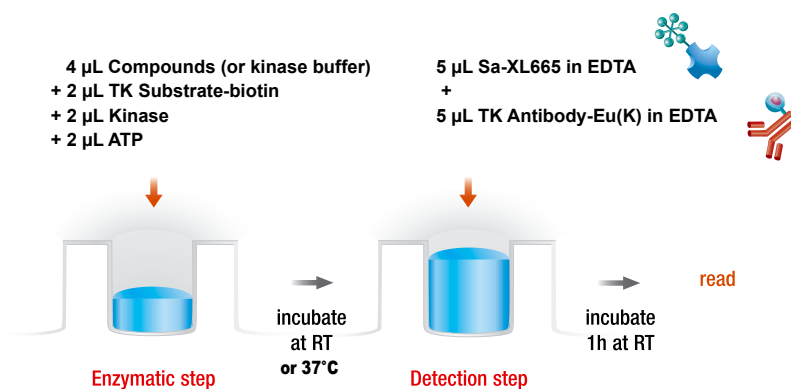 4 µL Compounds (or kinase buffer)
+ 2 µL TK Substrate-biotin
+ 2 µL Kinase
+ 2 µL ATP
5 µL Sa-XL665 in EDTA
+
5 µL TK Antibody-Eu(K) in EDTA
incubate
at RT
or 37°C
incubate
1h at RT
read
Enzymatic step
Detection step